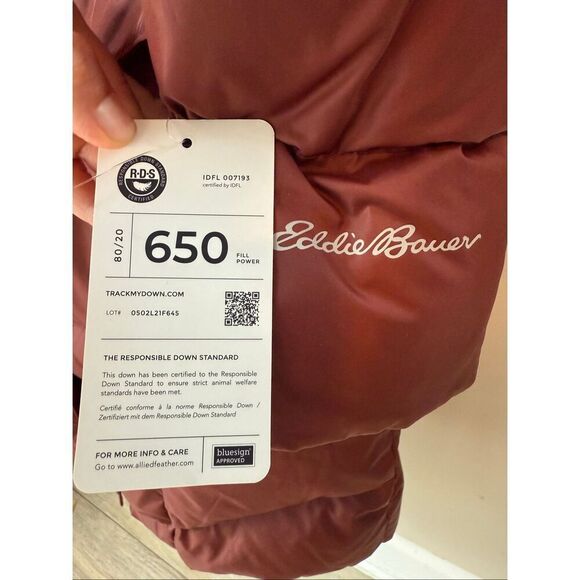 RESPONSIBLE DOWN STANDARD
R·D·S
CERTIFIED
IDFL 007193
certified by IDFL
80/20
650
FILL
POWER
TRACKMYDOWN.COM
LOT# 0502L21F645
THE RESPONSIBLE DOWN STANDARD
This down has been certified to the Responsible
Down Standard to ensure strict animal welfare
standards have been met.
Certifié conforme à la norme Responsible Down /
Zertifiziert mit dem Responsible Down Standard
FOR MORE INFO & CARE
Go to www.alliedfeather.com
bluesign®
APPROVED
Eddie Bauer